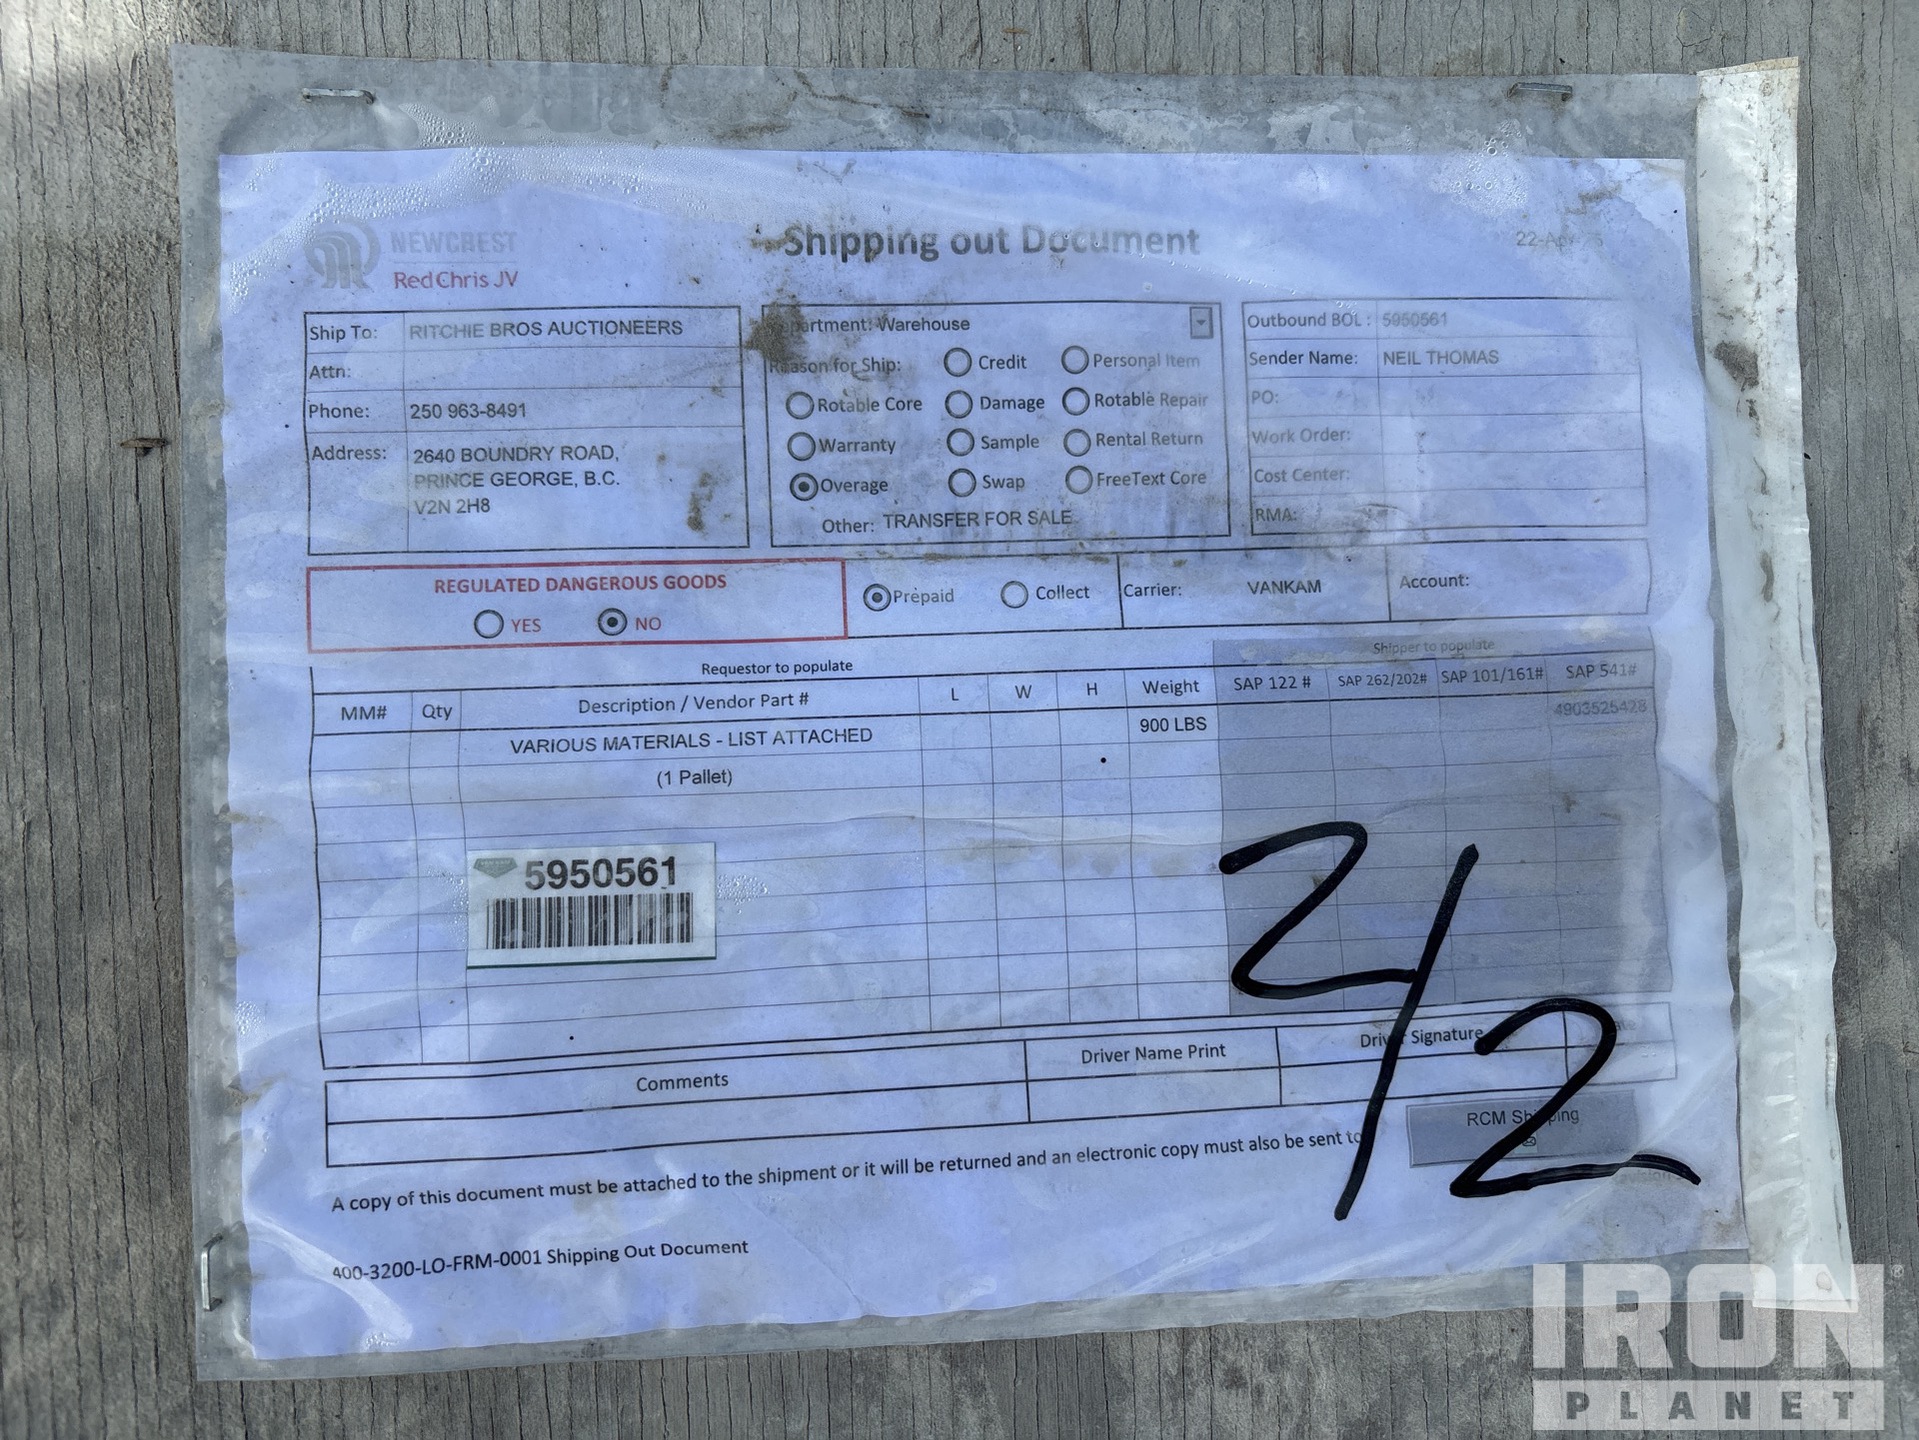 NEWCREST
Red Chris JV
Shipping out Document
Ship To: RITCHIE BROS AUCTIONEERS
Attn:
Phone: 250 963-8491
Address: 2640 BOUNDRY ROAD,
PRINCE GEORGE, B.C.
V2N 2H8
Department: Warehouse
Reason for Ship: Credit Personal Item
Rotable Core Damage Rotable Repair
Warranty Sample Rental Return
Overage Swap FreeText Core
Other: TRANSFER FOR SALE
Outbound BOL : 5950561
Sender Name: NEIL THOMAS
PO:
Work Order:
Cost Center:
RMA:
REGULATED DANGEROUS GOODS
YES NO
Prepaid Collect Carrier: VANKAM Account:
Requestor to populate Shipper to populate
MM# Qty Description / Vendor Part # L W H Weight SAP 122 # SAP 262/202# SAP 101/161# SAP 541#
VARIOUS MATERIALS - LIST ATTACHED 900 LBS 4903525428
(1 Pallet)
5950561
2/2
Comments Driver Name Print Driver Signature
RCM Shipping
A copy of this document must be attached to the shipment or it will be returned and an electronic copy must also be sent to
400-3200-LO-FRM-0001 Shipping Out Document
IRON
PLANET